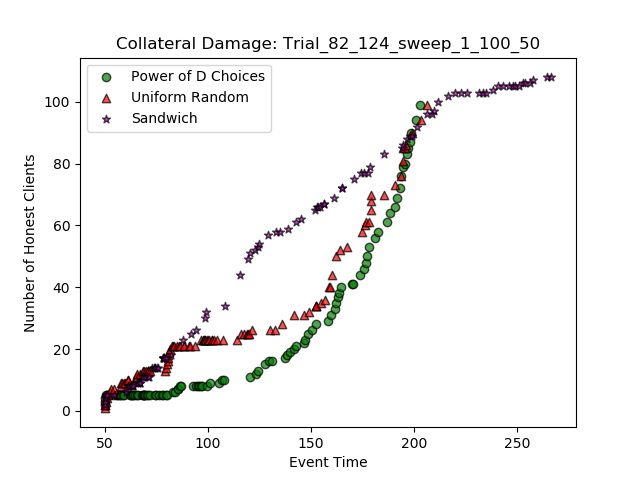 Collateral Damage: Trial_82_124_sweep_1_100_50
Power of D Choices
Uniform Random
Sandwich
Number of Honest Clients
100
80
60
40
20
0
50
100
150
200
250
Event Time